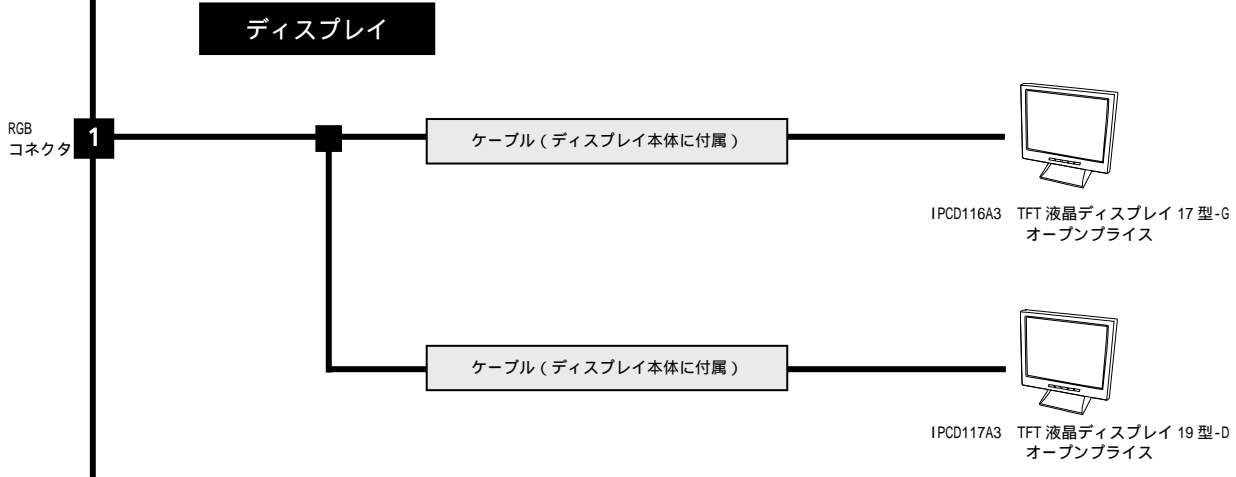 ディスプレイ
RGB
コネクタ
1
ケーブル(ディスプレイ本体に付属)
IPCD116A3 TFT 液晶ディスプレイ 17 型-G
オープンプライス
ケーブル(ディスプレイ本体に付属)
IPCD117A3 TFT 液晶ディスプレイ 19 型-D
オープンプライス